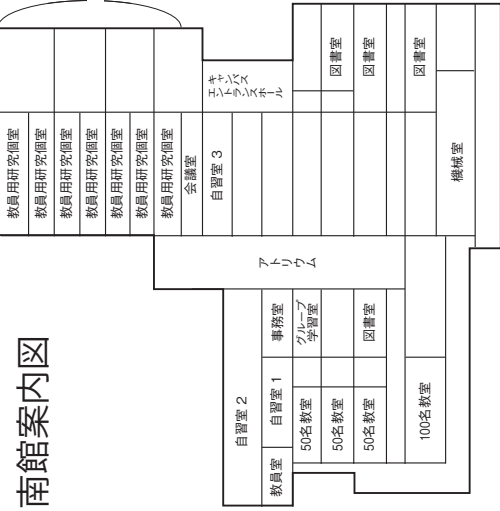 南館案内図
教員用研究個室
教員用研究個室
教員用研究個室
教員用研究個室
教員用研究個室
教員用研究個室
教員用研究個室
会議室
自習室 3
キャンパス
エントランスホール
図書室
図書室
図書室
機械室
アトリウム
自習室 2
教員室
自習室 1
事務室
50名教室
グループ
学習室
50名教室
50名教室
図書室
100名教室